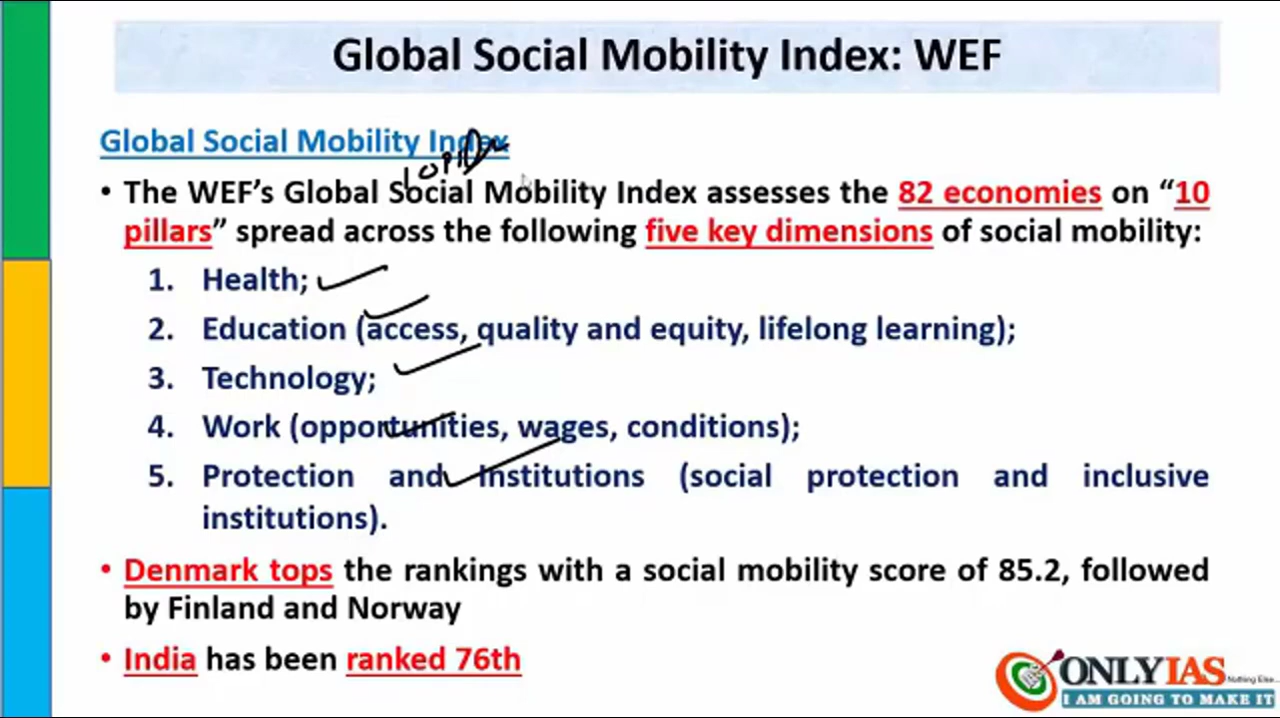 Global Social Mobility Index: WEF
Global Social Mobility Index
• The WEF's Global Social Mobility Index assesses the 82 economies on “10
pillars” spread across the following five key dimensions of social mobility:
1. Health;
2. Education (access, quality and equity, lifelong learning);
3. Technology;
4. Work (opportunities, wages, conditions);
5. Protection and Institutions (social protection and inclusive
institutions).
• Denmark tops the rankings with a social mobility score of 85.2, followed
by Finland and Norway
• India has been ranked 76th
ONLYIAS Nothing Else...
I AM GOING TO MAKE IT